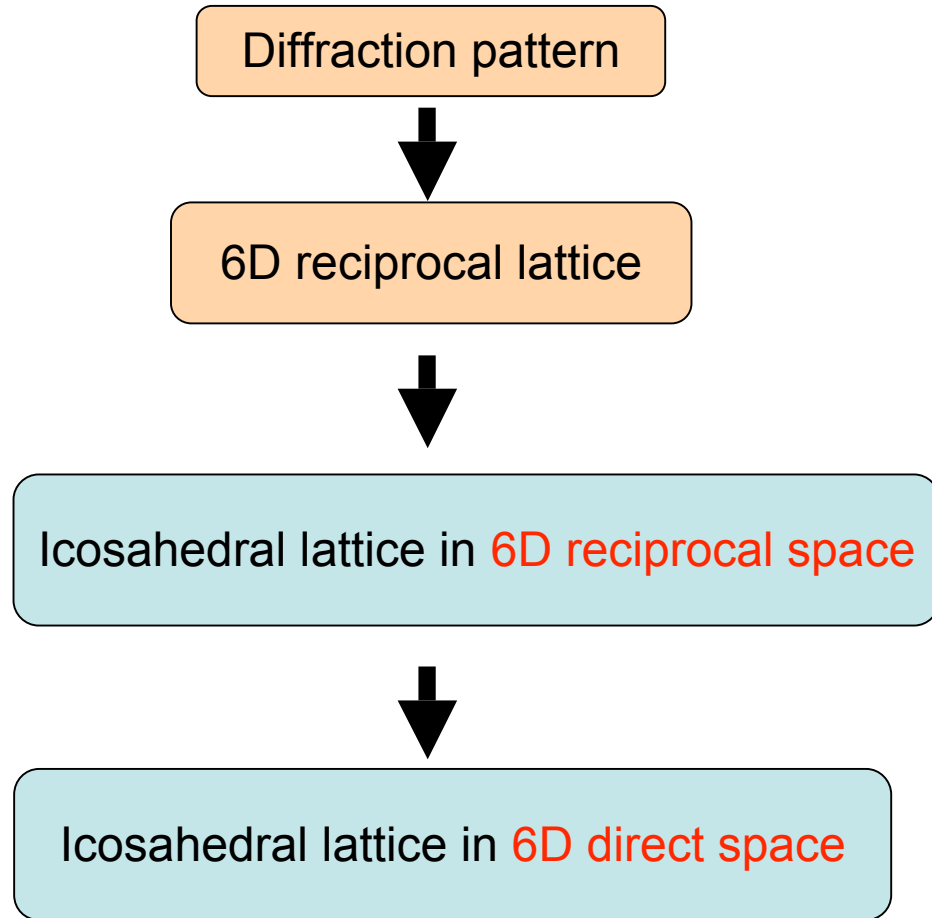 Diffraction pattern
6D reciprocal lattice
Icosahedral lattice in 6D reciprocal space
Icosahedral lattice in 6D direct space